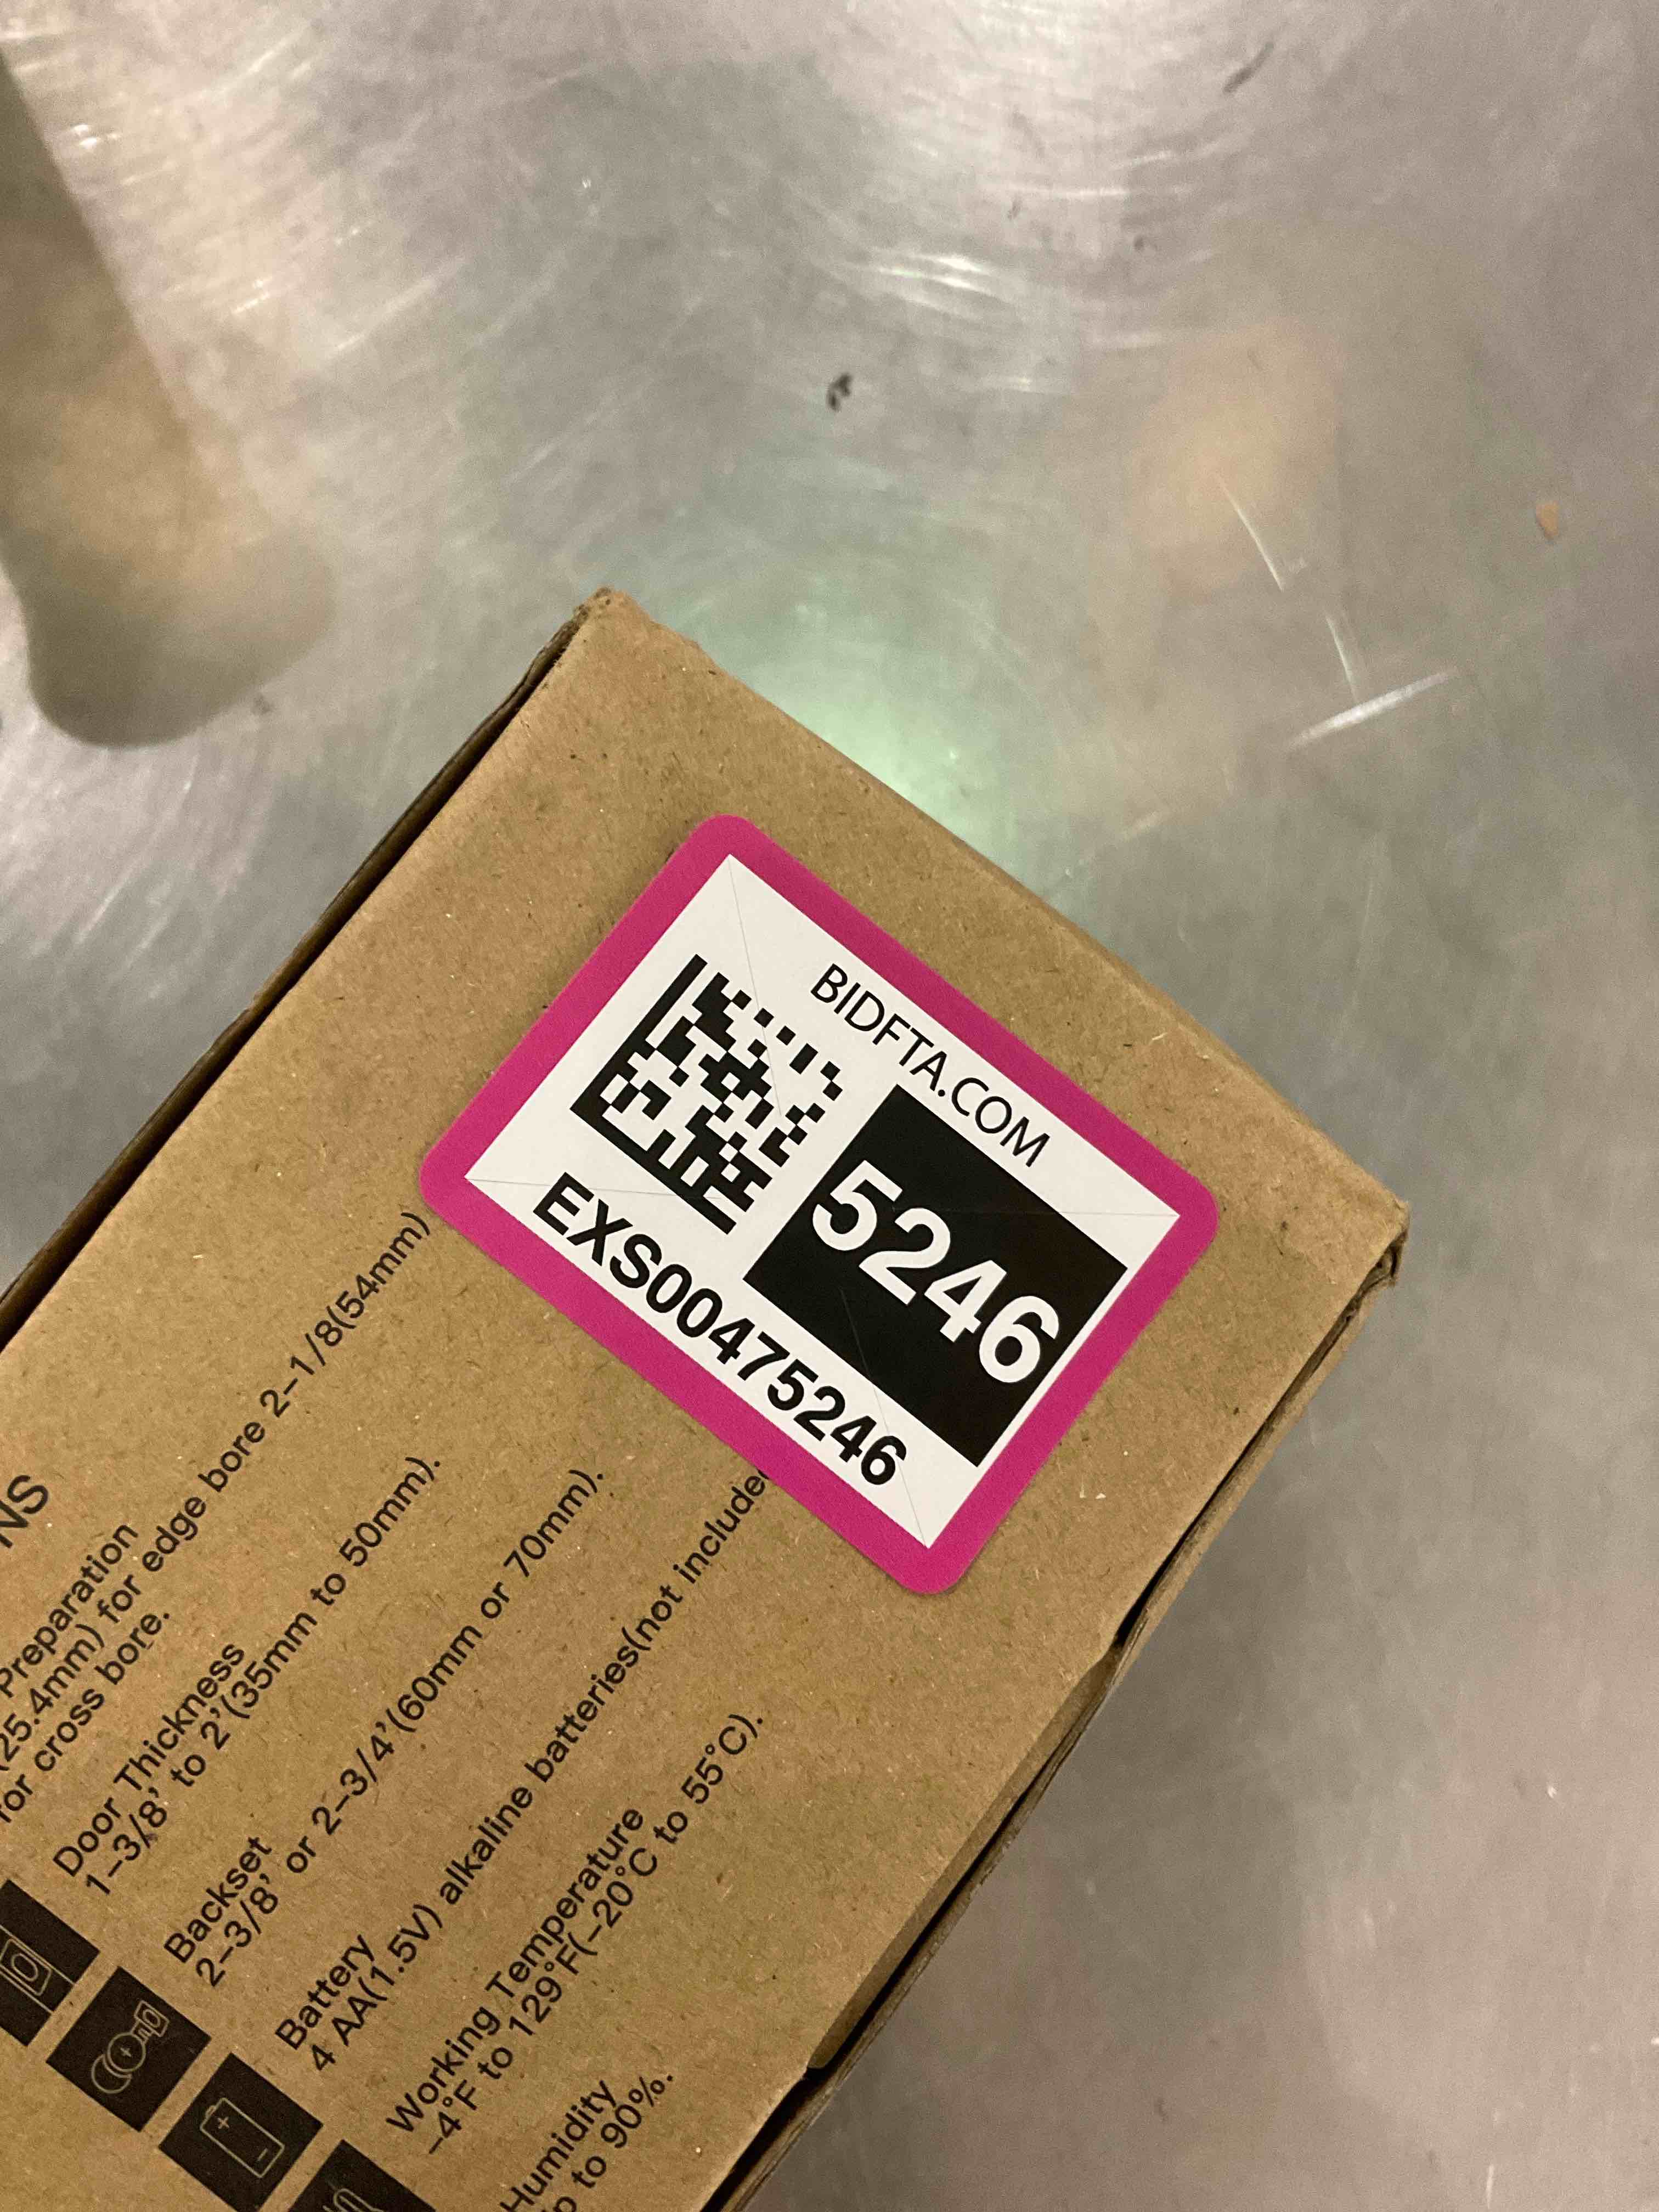 BIDFTA.COM
5246
EXS00475246
NS
Preparation
(25.4mm) for edge bore 2-1/8(54mm)
for cross bore.
Door Thickness
1-3/8' to 2'(35mm to 50mm).
Backset
2-3/8' or 2-3/4'(60mm or 70mm).
Battery
4 AA(1.5V) alkaline batteries(not include
Working Temperature
-4°F to 129°F(-20°C to 55°C).
Humidity
to 90%.